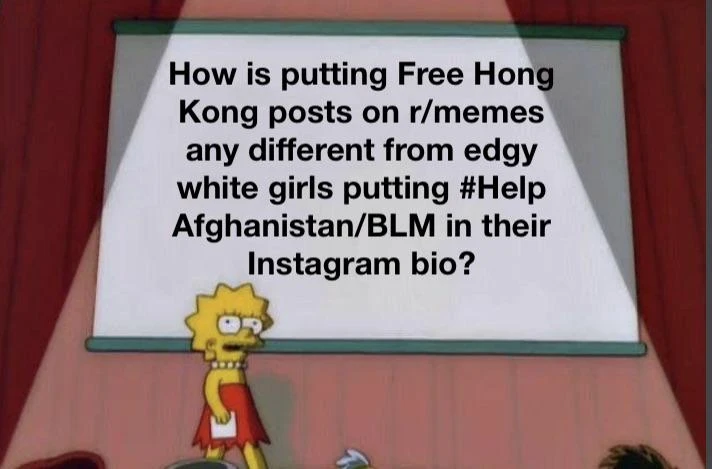 How is putting Free Hong
Kong posts on r/memes
any different from edgy
white girls putting #Help
Afghanistan/BLM in their
Instagram bio?